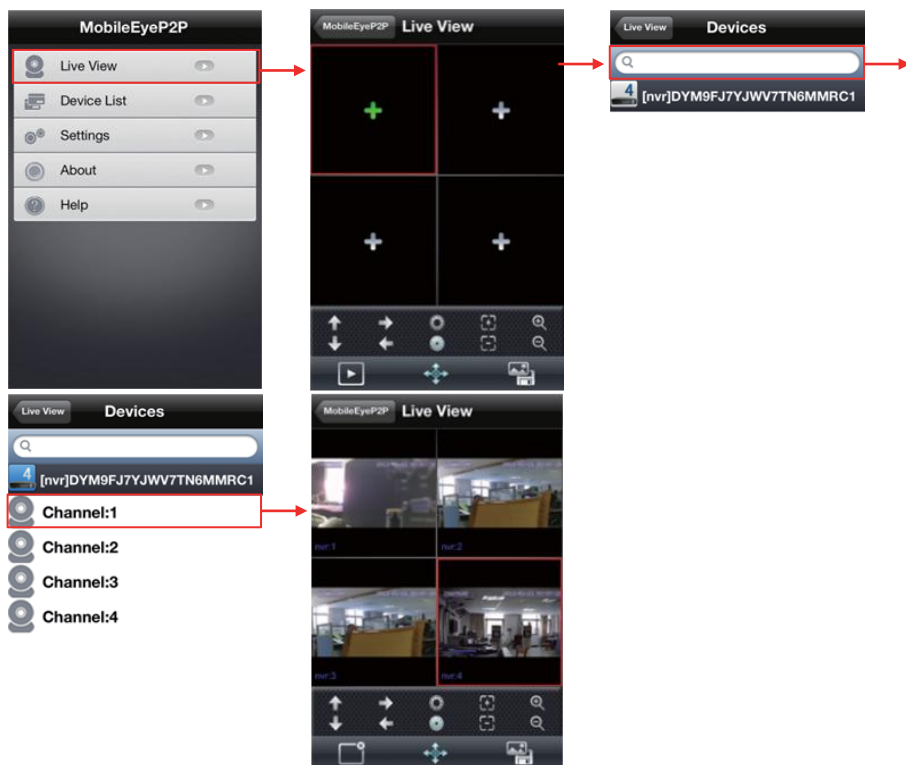 MobileEyeP2P
Live View
Device List
Settings
About
Help
MobileEyeP2P Live View
Live View Devices
4 [nvr]DYM9FJ7YJWV7TN6MMRC1
Live View Devices
4 [nvr]DYM9FJ7YJWV7TN6MMRC1
Channel:1
Channel:2
Channel:3
Channel:4
MobileEyeP2P Live View
nvr:1 nvr:2
nvr:3 nvr:4